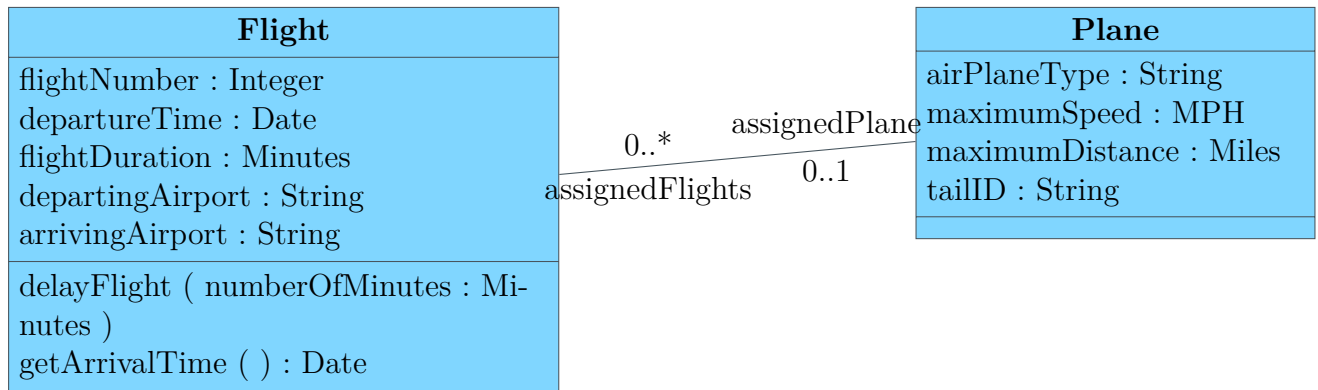 Flight
flightNumber : Integer
departureTime : Date
flightDuration : Minutes
departingAirport : String
arrivingAirport : String
delayFlight ( numberOfMinutes : Mi-
nutes )
getArrivalTime ( ) : Date
0..*
assignedFlights
assignedPlane
0..1
Plane
airPlaneType : String
maximumSpeed : MPH
maximumDistance : Miles
tailID : String